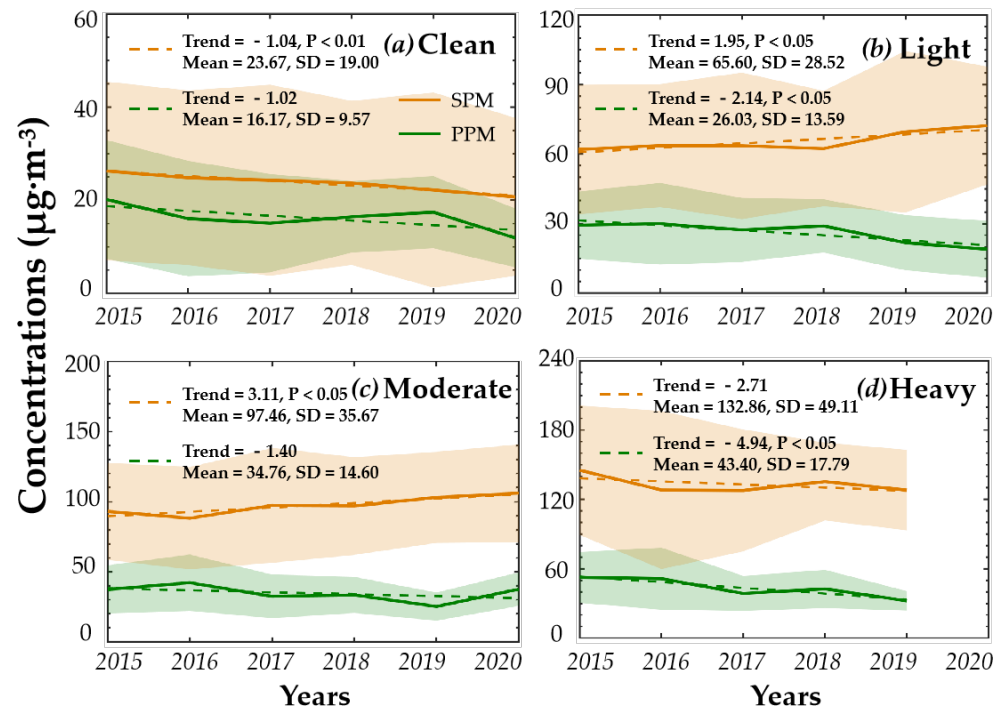 Concentrations (μg·m⁻³)
60
40
20
0
Trend = - 1.04, P < 0.01
Mean = 23.67, SD = 19.00
Trend = - 1.02
Mean = 16.17, SD = 9.57
(a) Clean
SPM
PPM
2015 2016 2017 2018 2019 2020
120
90
60
30
0
Trend = 1.95, P < 0.05
Mean = 65.60, SD = 28.52
Trend = - 2.14, P < 0.05
Mean = 26.03, SD = 13.59
(b) Light
2015 2016 2017 2018 2019 2020
200
150
100
50
0
Trend = 3.11, P < 0.05
Mean = 97.46, SD = 35.67
Trend = - 1.40
Mean = 34.76, SD = 14.60
(c) Moderate
2015 2016 2017 2018 2019 2020
Years
240
180
120
60
0
Trend = - 2.71
Mean = 132.86, SD = 49.11
Trend = - 4.94, P < 0.05
Mean = 43.40, SD = 17.79
(d) Heavy
2015 2016 2017 2018 2019 2020
Years